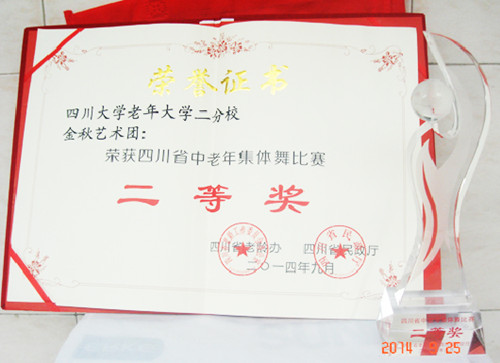 荣誉证书
四川大学老年大学二分校
金秋艺术团：
荣获四川省中老年集体舞比赛
二等奖
四川省老龄办 四川省民政厅
二〇一四年九月
二等奖
2014 9 25